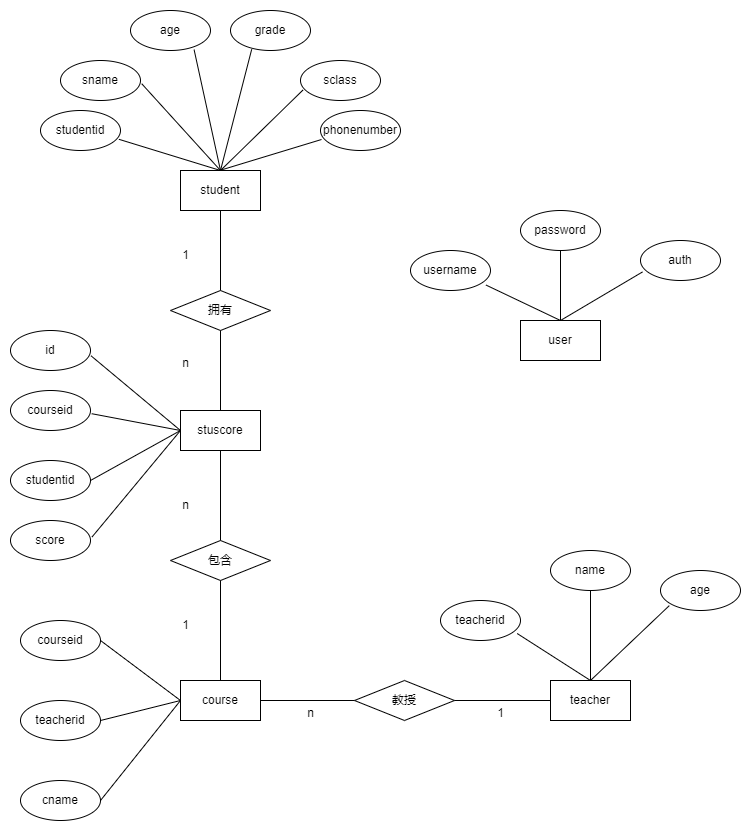 age
grade
sname
sclass
studentid
phonenumber
student
1
拥有
n
password
username
auth
user
id
courseid
stuscore
studentid
score
n
包含
1
name
age
teacherid
courseid
course
n
教授
1
teacher
teacherid
cname